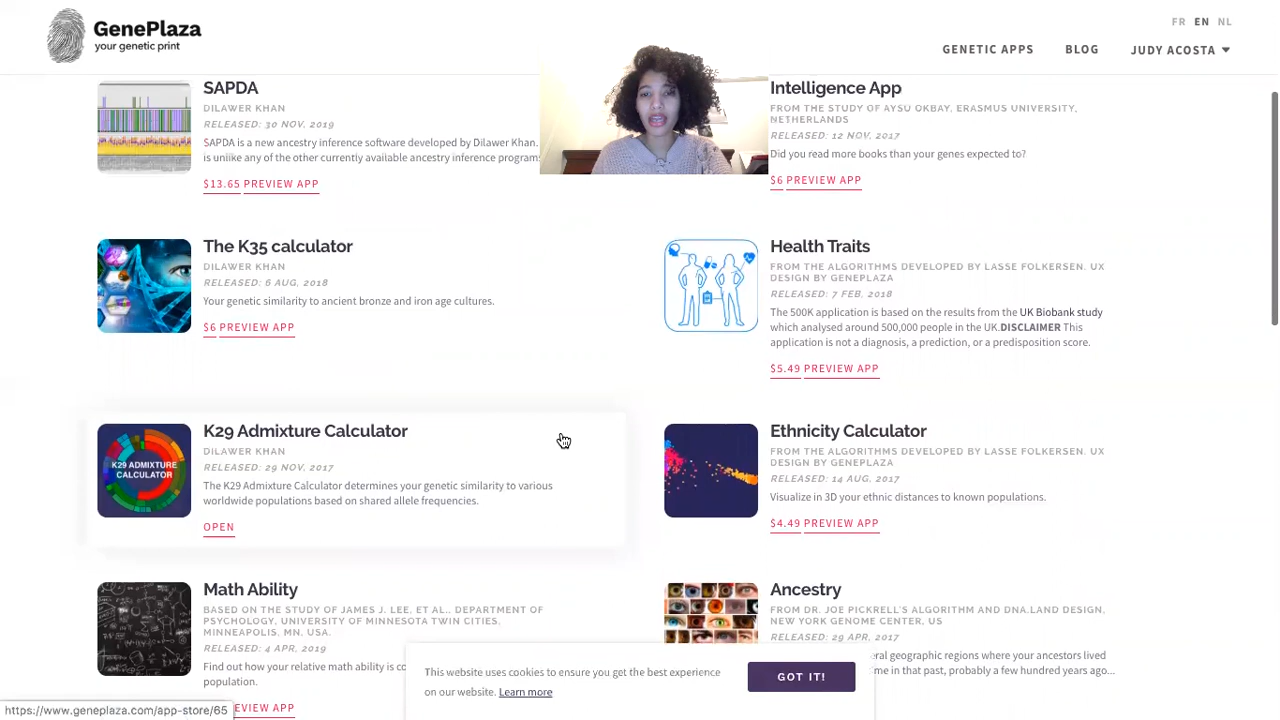 GenePlaza
your genetic print
FR EN NL
GENETIC APPS BLOG JUDY ACOSTA
SAPDA
DILAWER KHAN
RELEASED: 30 NOV, 2019
SAPDA is a new ancestry inference software developed by Dilawer Khan.
is unlike any of the other currently available ancestry inference programs
$13.65 PREVIEW APP
Intelligence App
FROM THE STUDY OF AYSU OKBAY, ERASMUS UNIVERSITY,
NETHERLANDS
RELEASED: 12 NOV, 2017
Did you read more books than your genes expected to?
$6 PREVIEW APP
The K35 calculator
DILAWER KHAN
RELEASED: 6 AUG, 2018
Your genetic similarity to ancient bronze and iron age cultures.
$6 PREVIEW APP
Health Traits
FROM THE ALGORITHMS DEVELOPED BY LASSE FOLKERSEN. UX
DESIGN BY GENEPLAZA
RELEASED: 7 FEB, 2018
The 500K application is based on the results from the UK Biobank study
which analysed around 500,000 people in the UK.DISCLAIMER This
application is not a diagnosis, a prediction, or a predisposition score.
$5.49 PREVIEW APP
K29 ADMIXTURE
CALCULATOR
K29 Admixture Calculator
DILAWER KHAN
RELEASED: 29 NOV, 2017
The K29 Admixture Calculator determines your genetic similarity to various
worldwide populations based on shared allele frequencies.
OPEN
Ethnicity Calculator
FROM THE ALGORITHMS DEVELOPED BY LASSE FOLKERSEN. UX
DESIGN BY GENEPLAZA
RELEASED: 14 AUG, 2017
Visualize in 3D your ethnic distances to known populations.
$4.49 PREVIEW APP
Math Ability
BASED ON THE STUDY OF JAMES J. LEE, ET AL., DEPARTMENT OF
PSYCHOLOGY, UNIVERSITY OF MINNESOTA TWIN CITIES,
MINNEAPOLIS, MN, USA.
RELEASED: 4 APR, 2019
Find out how your relative math ability is co
population.
EVIEW APP
Ancestry
FROM DR. JOE PICKRELL'S ALGORITHM AND DNA.LAND DESIGN,
NEW YORK GENOME CENTER, US
RELEASED: 29 APR, 2017
eral geographic regions where your ancestors lived
me in that past, probably a few hundred years ago...
This website uses cookies to ensure you get the best experience
on our website. Learn more
GOT IT!
https://www.geneplaza.com/app-store/65